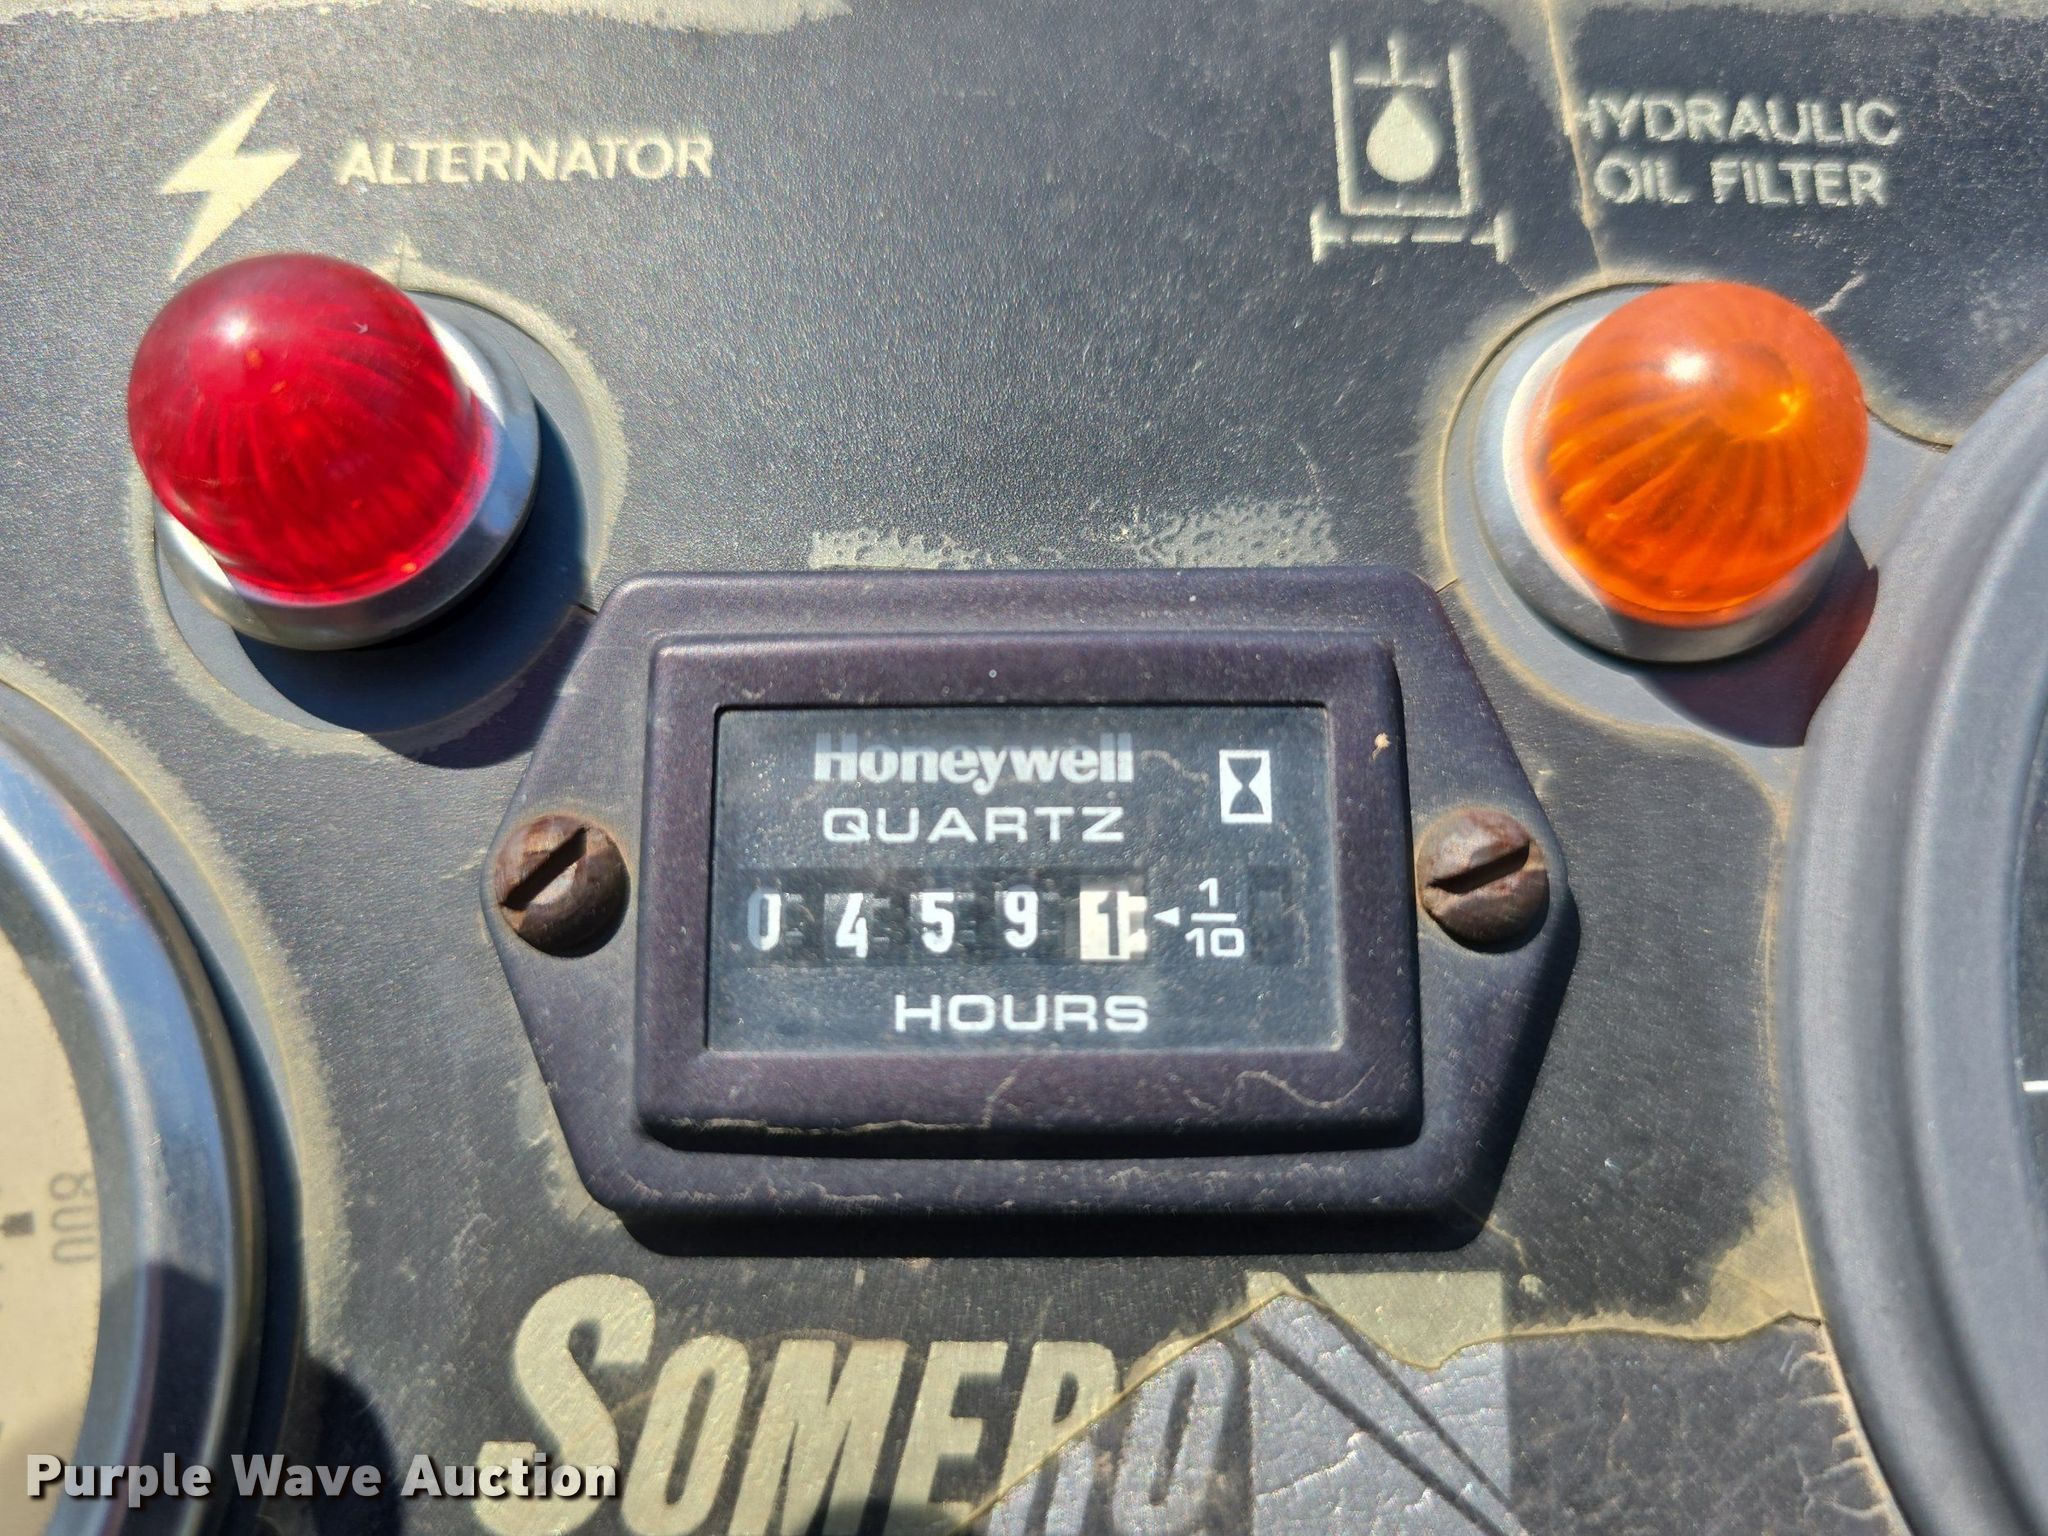 ALTERNATOR
HYDRAULIC
OIL FILTER
Honeywell
QUARTZ
0 4 5 9 1
1/10
HOURS
800
SOMERO
Purple Wave Auction